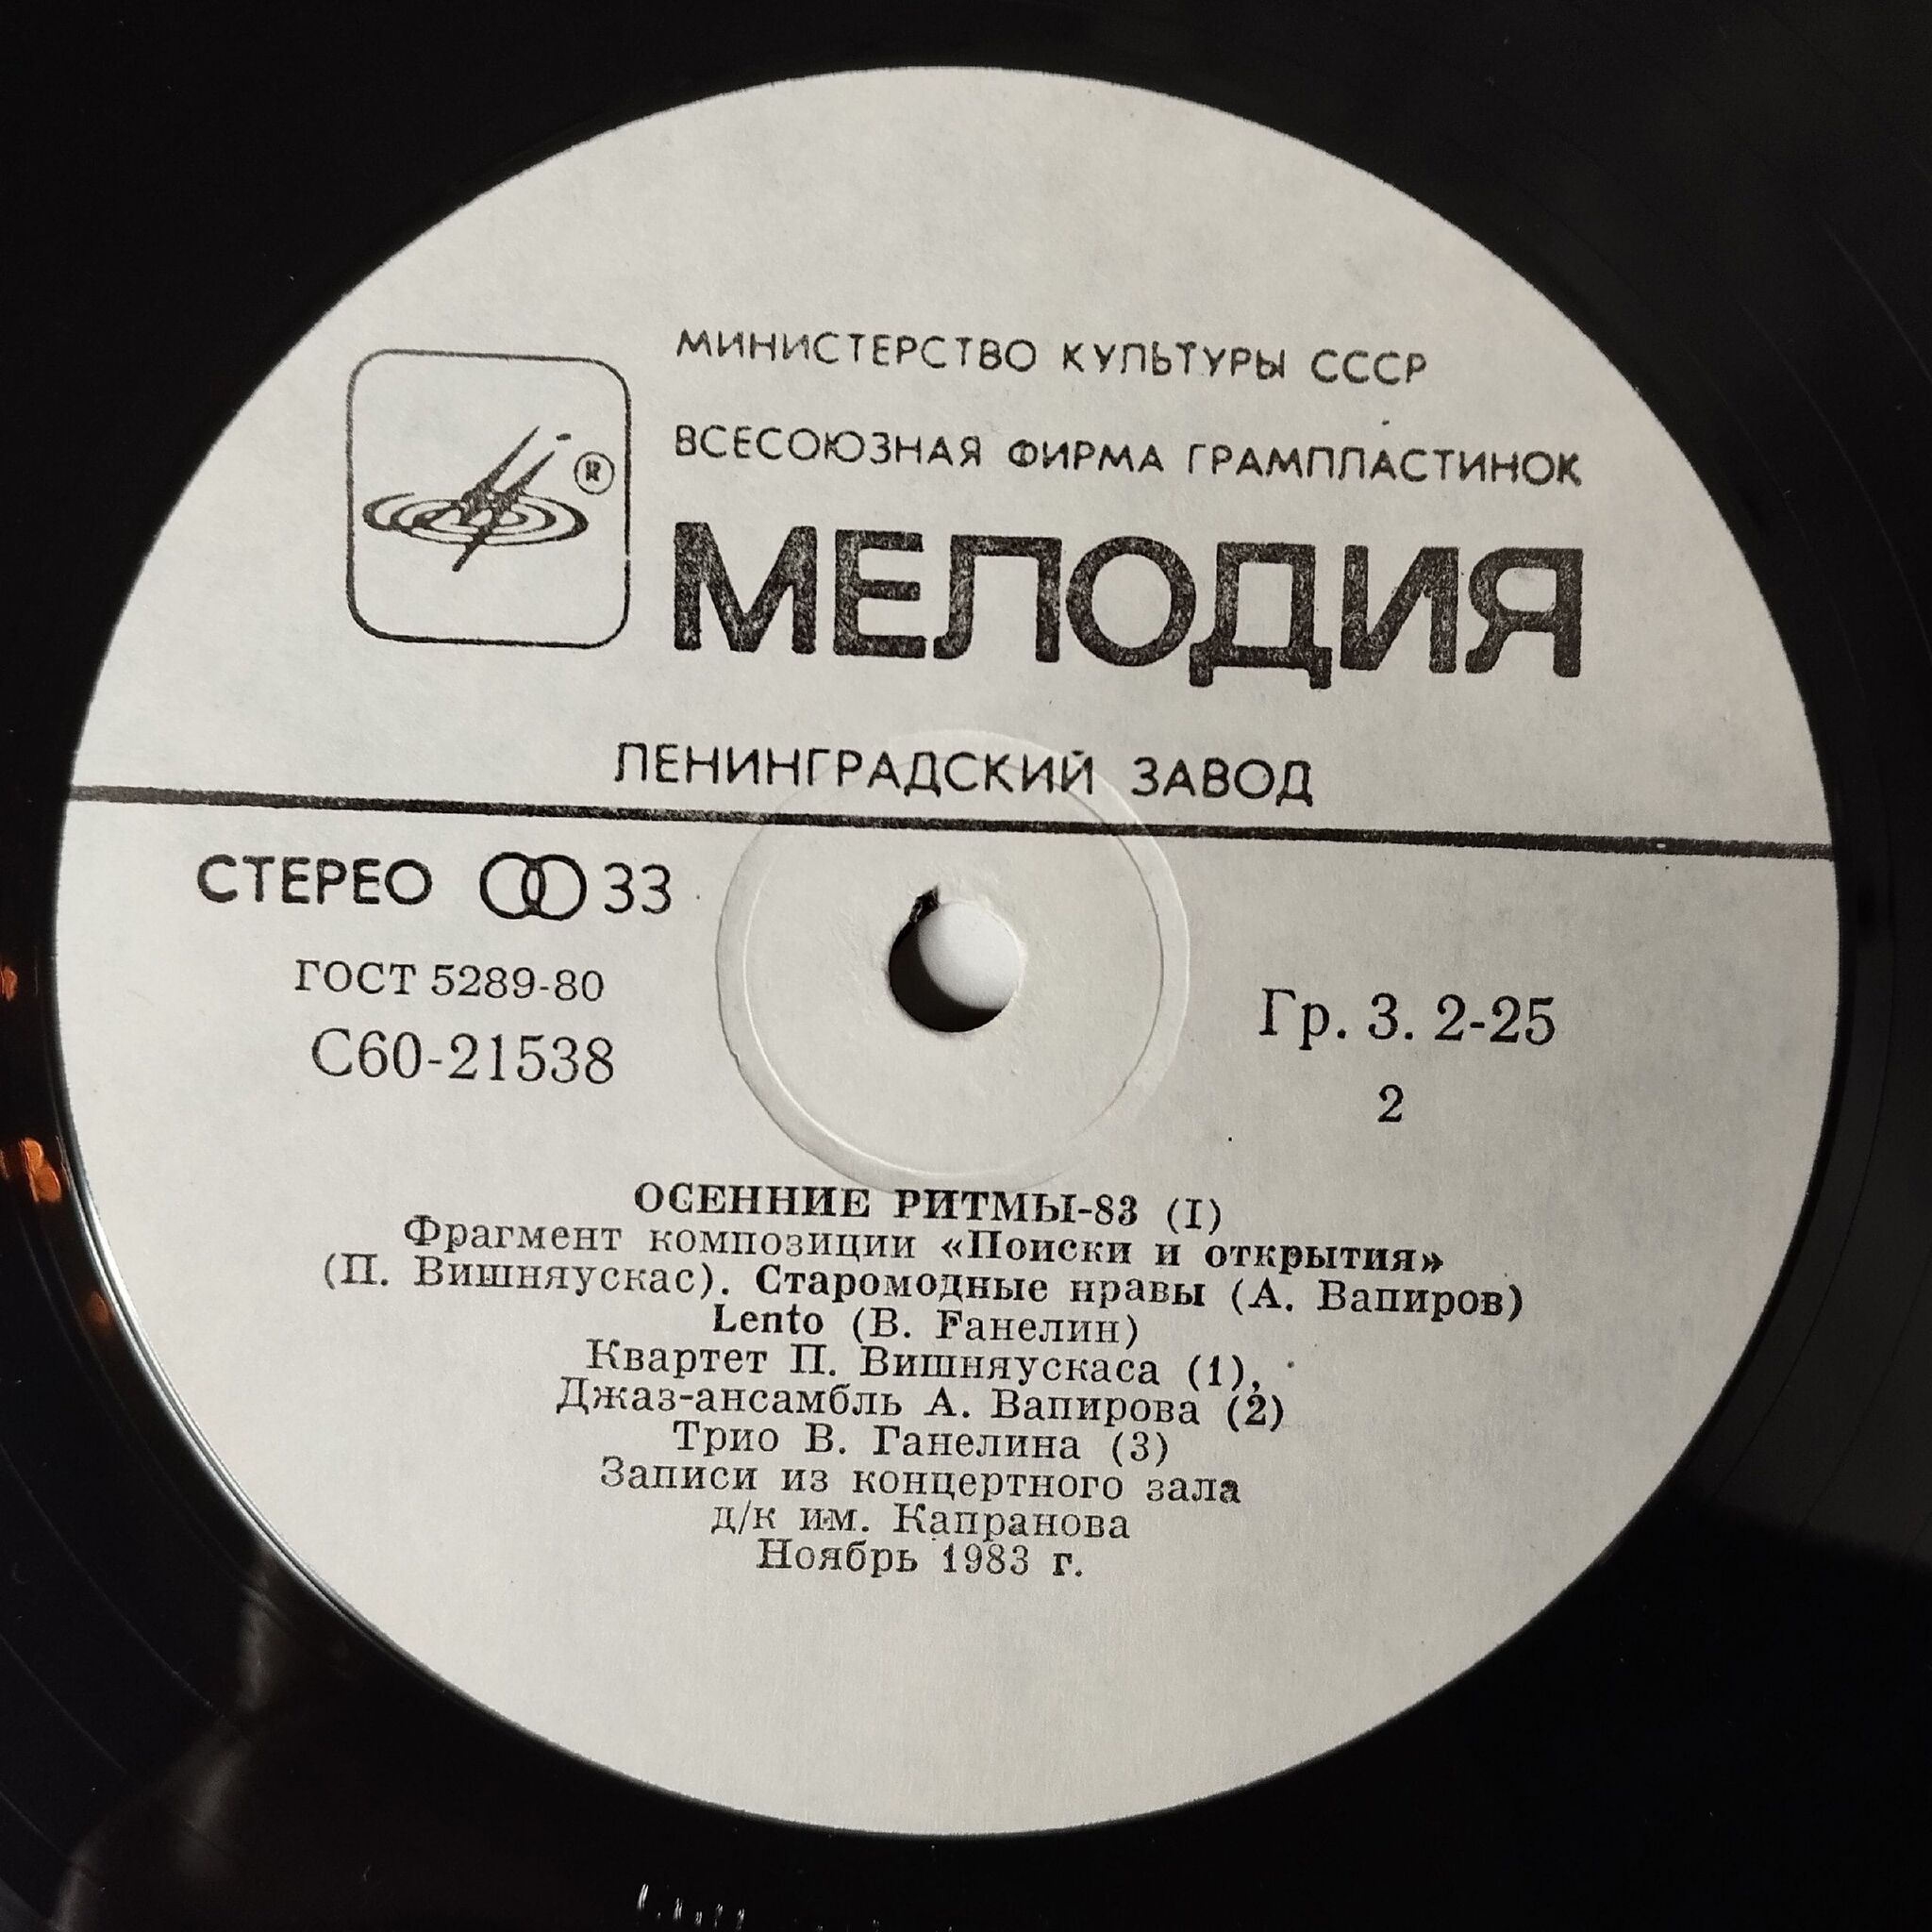 МИНИСТЕРСТВО КУЛЬТУРЫ СССР
ВСЕСОЮЗНАЯ ФИРМА ГРАМПЛАСТИНОК
®
МЕЛОДИЯ
ЛЕНИНГРАДСКИЙ ЗАВОД
СТЕРЕО 33
ГОСТ 5289-80
С60-21538
Гр. 3. 2-25
2
ОСЕННИЕ РИТМЫ-83 (I)
Фрагмент композиции «Поиски и открытия»
(П. Вишняускас). Старомодные нравы (А. Вапиров)
Lento (В. Ганелин)
Квартет П. Вишняускаса (1),
Джаз-ансамбль А. Вапирова (2)
Трио В. Ганелина (3)
Записи из концертного зала
д/к им. Капранова
Ноябрь 1983 г.